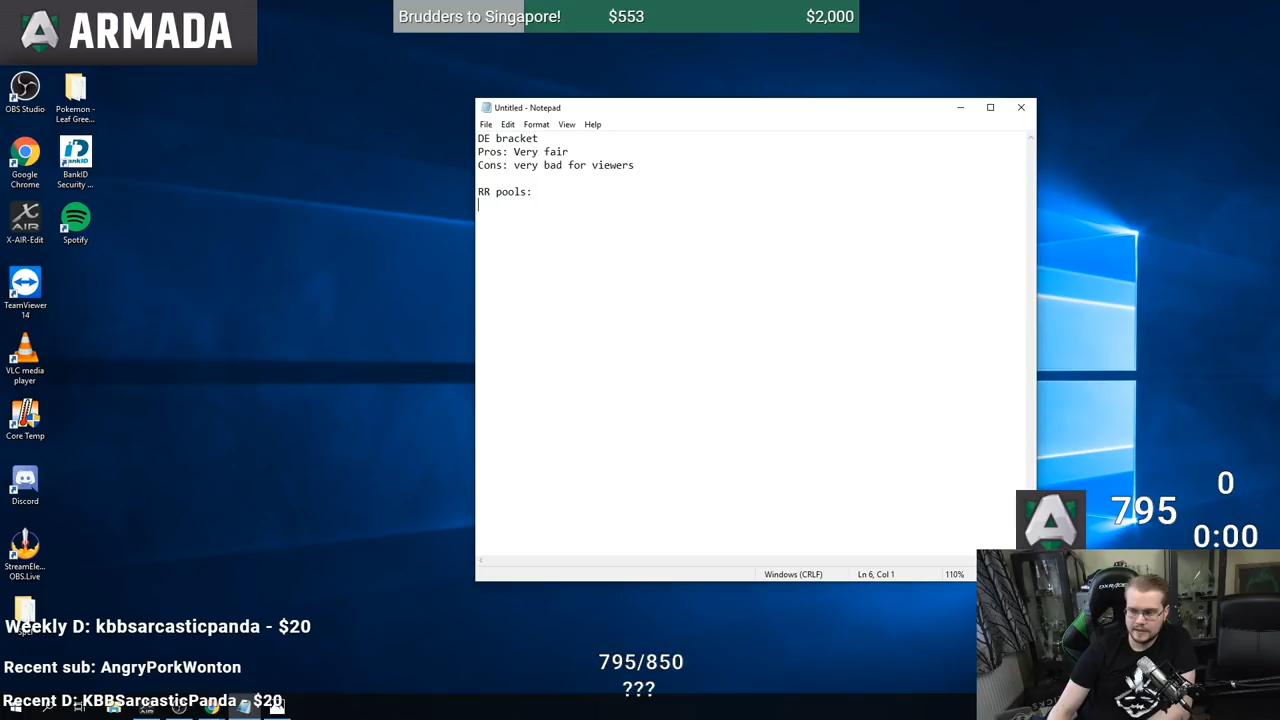 ARMADA
Brudders to Singapore! $553 $2,000
OBS Studio
Pokemon - Leaf Gree...
Google Chrome
BankID Security ...
X-AIR-Edit
Spotify
TeamViewer 14
VLC media player
Core Temp
Discord
StreamEle... OBS.Live
Untitled - Notepad
File Edit Format View Help
DE bracket
Pros: Very fair
Cons: very bad for viewers
RR pools:
Windows (CRLF) Ln 6, Col 1 110%
795
0
0:00
DXRACER
Weekly D: kbbsarcasticpanda - $20
Recent sub: AngryPorkWonton
Recent D: KBBSarcasticPanda - $20
795/850
???